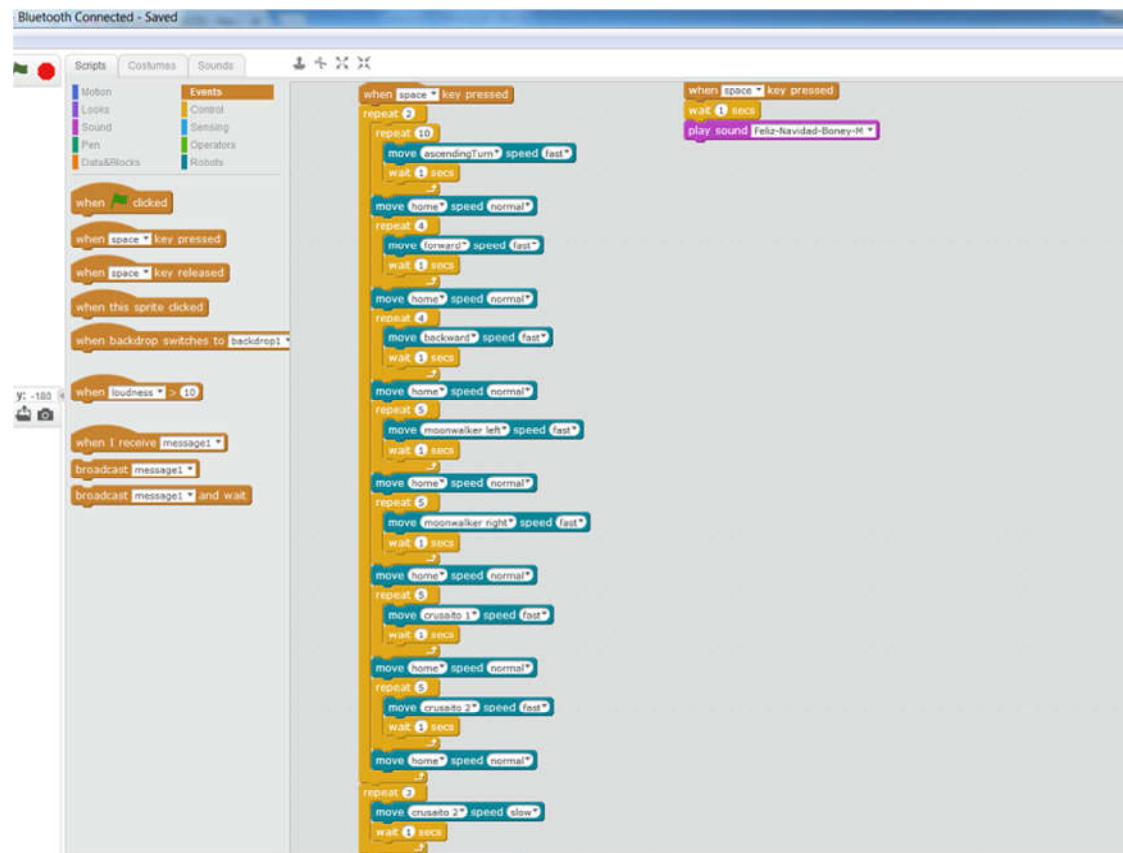 Bluetooth Connected - Saved
Scripts Costumes Sounds
Motion Events
Looks Control
Sound Sensing
Pen Operators
Data&Blocks Robots
when clicked
when space key pressed
when space key released
when this sprite clicked
when backdrop switches to backdrop1
when loudness > 10
when I receive message1
broadcast message1
broadcast message1 and wait
y: -180
when space key pressed
repeat 2
repeat 10
move ascendingTurn speed fast
wait 1 secs
move home speed normal
repeat 4
move forward speed fast
wait 1 secs
move home speed normal
repeat 4
move backward speed fast
wait 1 secs
move home speed normal
repeat 5
move moonwalker left speed fast
wait 1 secs
move home speed normal
repeat 5
move moonwalker right speed fast
wait 1 secs
move home speed normal
repeat 5
move crusaito 1 speed fast
wait 1 secs
move home speed normal
repeat 5
move crusaito 2 speed fast
wait 1 secs
move home speed normal
repeat 3
move crusaito 2 speed slow
wait 1 secs
when space key pressed
wait 1 secs
play sound Feliz-Navidad-Boney-M